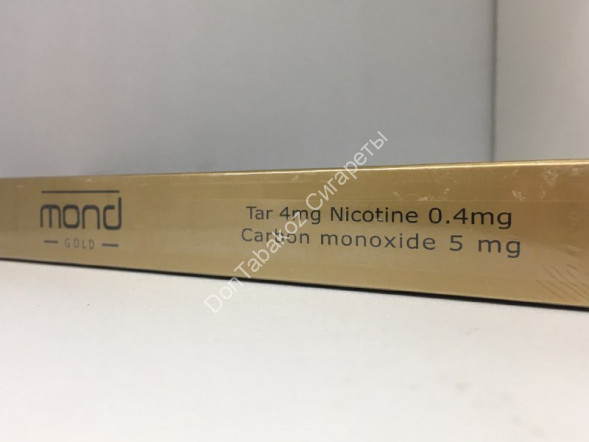 mond
GOLD
Tar 4mg Nicotine 0.4mg
Carbon monoxide 5 mg
DonTabakoz Сигареты